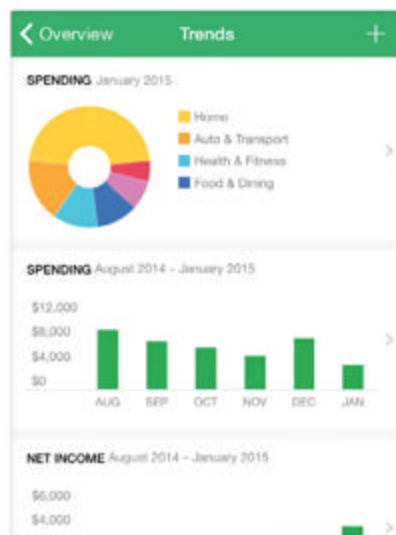 Overview Trends +
SPENDING January 2015
Home
Auto & Transport
Health & Fitness
Food & Dining
SPENDING August 2014 – January 2015
$12,000
$8,000
$4,000
$0
AUG SEP OCT NOV DEC JAN
NET INCOME August 2014 – January 2015
$6,000
$4,000